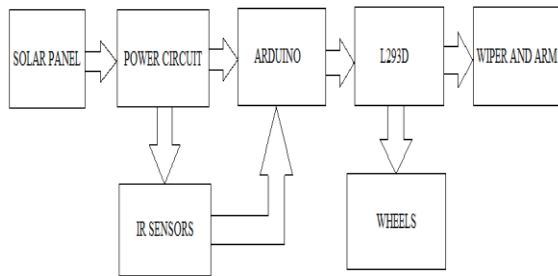 SOLAR PANEL
POWER CIRCUIT
ARDUINO
L293D
WIPER AND ARM
IR SENSORS
WHEELS